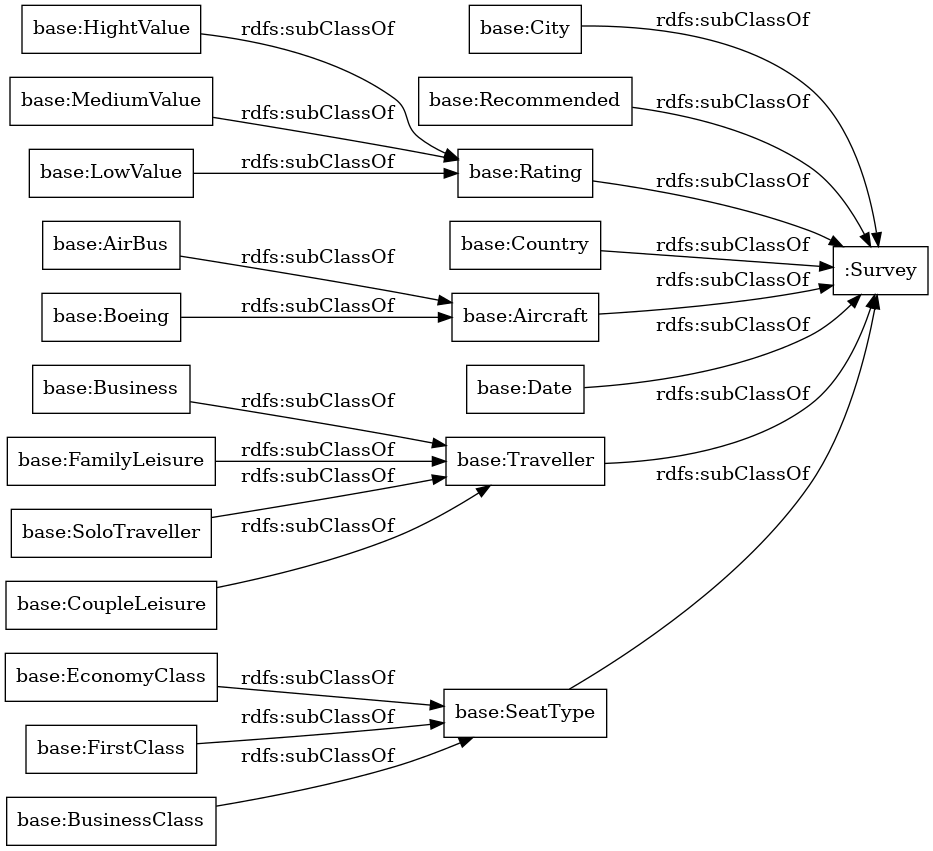 base:HightValue
rdfs:subClassOf
base:City
rdfs:subClassOf
base:MediumValue
rdfs:subClassOf
base:Recommended
rdfs:subClassOf
base:LowValue
rdfs:subClassOf
base:Rating
rdfs:subClassOf
base:AirBus
rdfs:subClassOf
base:Country
rdfs:subClassOf
:Survey
base:Boeing
rdfs:subClassOf
base:Aircraft
rdfs:subClassOf
base:Business
rdfs:subClassOf
base:Date
rdfs:subClassOf
base:FamilyLeisure
rdfs:subClassOf
base:Traveller
rdfs:subClassOf
base:SoloTraveller
rdfs:subClassOf
base:CoupleLeisure
rdfs:subClassOf
base:EconomyClass
rdfs:subClassOf
base:SeatType
rdfs:subClassOf
base:FirstClass
rdfs:subClassOf
base:BusinessClass
rdfs:subClassOf